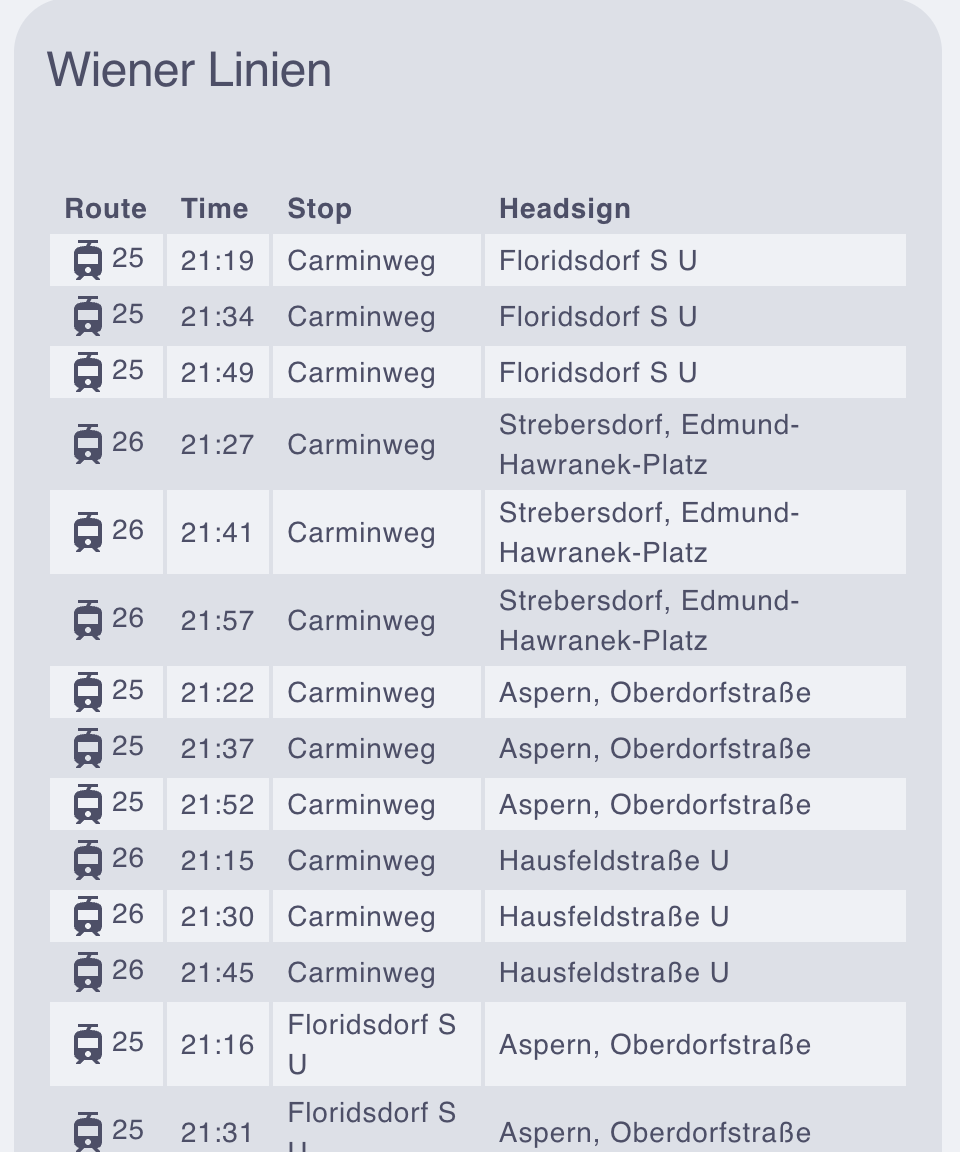 Wiener Linien
Route Time Stop Headsign
25 21:19 Carminweg Floridsdorf S U
25 21:34 Carminweg Floridsdorf S U
25 21:49 Carminweg Floridsdorf S U
26 21:27 Carminweg Strebersdorf, Edmund-
Hawranek-Platz
26 21:41 Carminweg Strebersdorf, Edmund-
Hawranek-Platz
26 21:57 Carminweg Strebersdorf, Edmund-
Hawranek-Platz
25 21:22 Carminweg Aspern, Oberdorfstraße
25 21:37 Carminweg Aspern, Oberdorfstraße
25 21:52 Carminweg Aspern, Oberdorfstraße
26 21:15 Carminweg Hausfeldstraße U
26 21:30 Carminweg Hausfeldstraße U
26 21:45 Carminweg Hausfeldstraße U
25 21:16 Floridsdorf S
U
Aspern, Oberdorfstraße
25 21:31 Floridsdorf S
U
Aspern, Oberdorfstraße